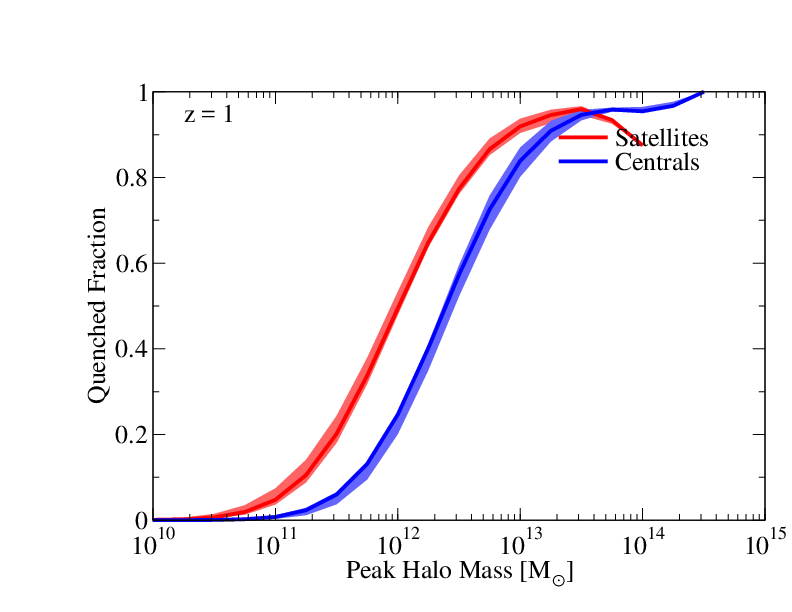 z = 1
Satellites
Centrals
Quenched Fraction
1
0.8
0.6
0.4
0.2
0
10^10 10^11 10^12 10^13 10^14 10^15
Peak Halo Mass [M⊙]